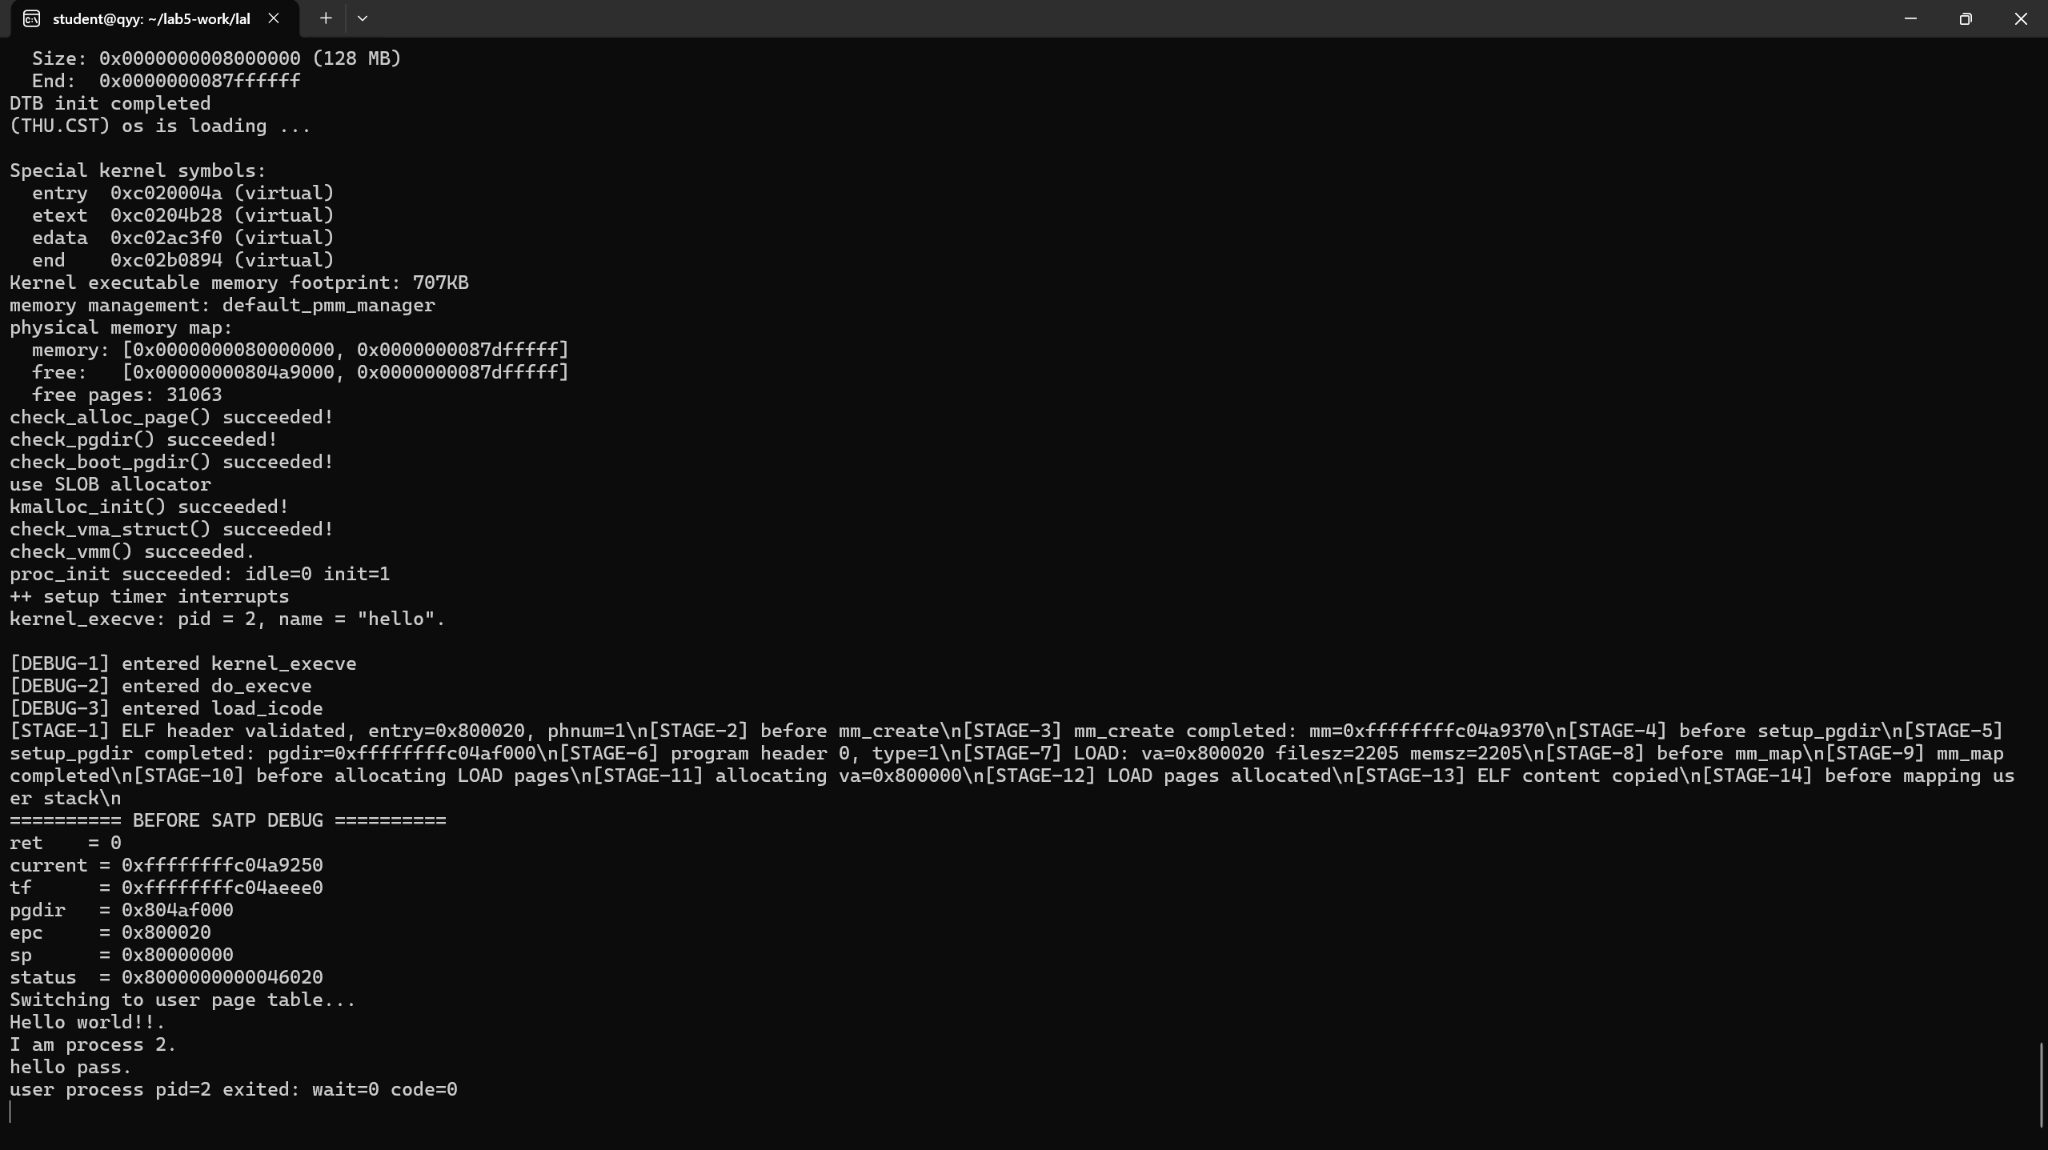 student@qyy: ~/lab5-work/lal
  Size: 0x0000000008000000 (128 MB)
  End:  0x0000000087ffffff
DTB init completed
(THU.CST) os is loading ...
Special kernel symbols:
  entry  0xc020004a (virtual)
  etext  0xc0204b28 (virtual)
  edata  0xc02ac3f0 (virtual)
  end    0xc02b0894 (virtual)
Kernel executable memory footprint: 707KB
memory management: default_pmm_manager
physical memory map:
  memory: [0x0000000080000000, 0x0000000087dfffff]
  free:   [0x00000000804a9000, 0x0000000087dfffff]
  free pages: 31063
check_alloc_page() succeeded!
check_pgdir() succeeded!
check_boot_pgdir() succeeded!
use SLOB allocator
kmalloc_init() succeeded!
check_vma_struct() succeeded!
check_vmm() succeeded.
proc_init succeeded: idle=0 init=1
++ setup timer interrupts
kernel_execve: pid = 2, name = "hello".
[DEBUG-1] entered kernel_execve
[DEBUG-2] entered do_execve
[DEBUG-3] entered load_icode
[STAGE-1] ELF header validated, entry=0x800020, phnum=1\n[STAGE-2] before mm_create\n[STAGE-3] mm_create completed: mm=0xffffffffc04a9370\n[STAGE-4] before setup_pgdir\n[STAGE-5]
setup_pgdir completed: pgdir=0xffffffffc04af000\n[STAGE-6] program header 0, type=1\n[STAGE-7] LOAD: va=0x800020 filesz=2205 memsz=2205\n[STAGE-8] before mm_map\n[STAGE-9] mm_map
completed\n[STAGE-10] before allocating LOAD pages\n[STAGE-11] allocating va=0x800000\n[STAGE-12] LOAD pages allocated\n[STAGE-13] ELF content copied\n[STAGE-14] before mapping us
er stack\n
========== BEFORE SATP DEBUG ==========
ret    = 0
current = 0xffffffffc04a9250
tf      = 0xffffffffc04aeee0
pgdir   = 0x804af000
epc     = 0x800020
sp      = 0x80000000
status  = 0x8000000000046020
Switching to user page table...
Hello world!!.
I am process 2.
hello pass.
user process pid=2 exited: wait=0 code=0